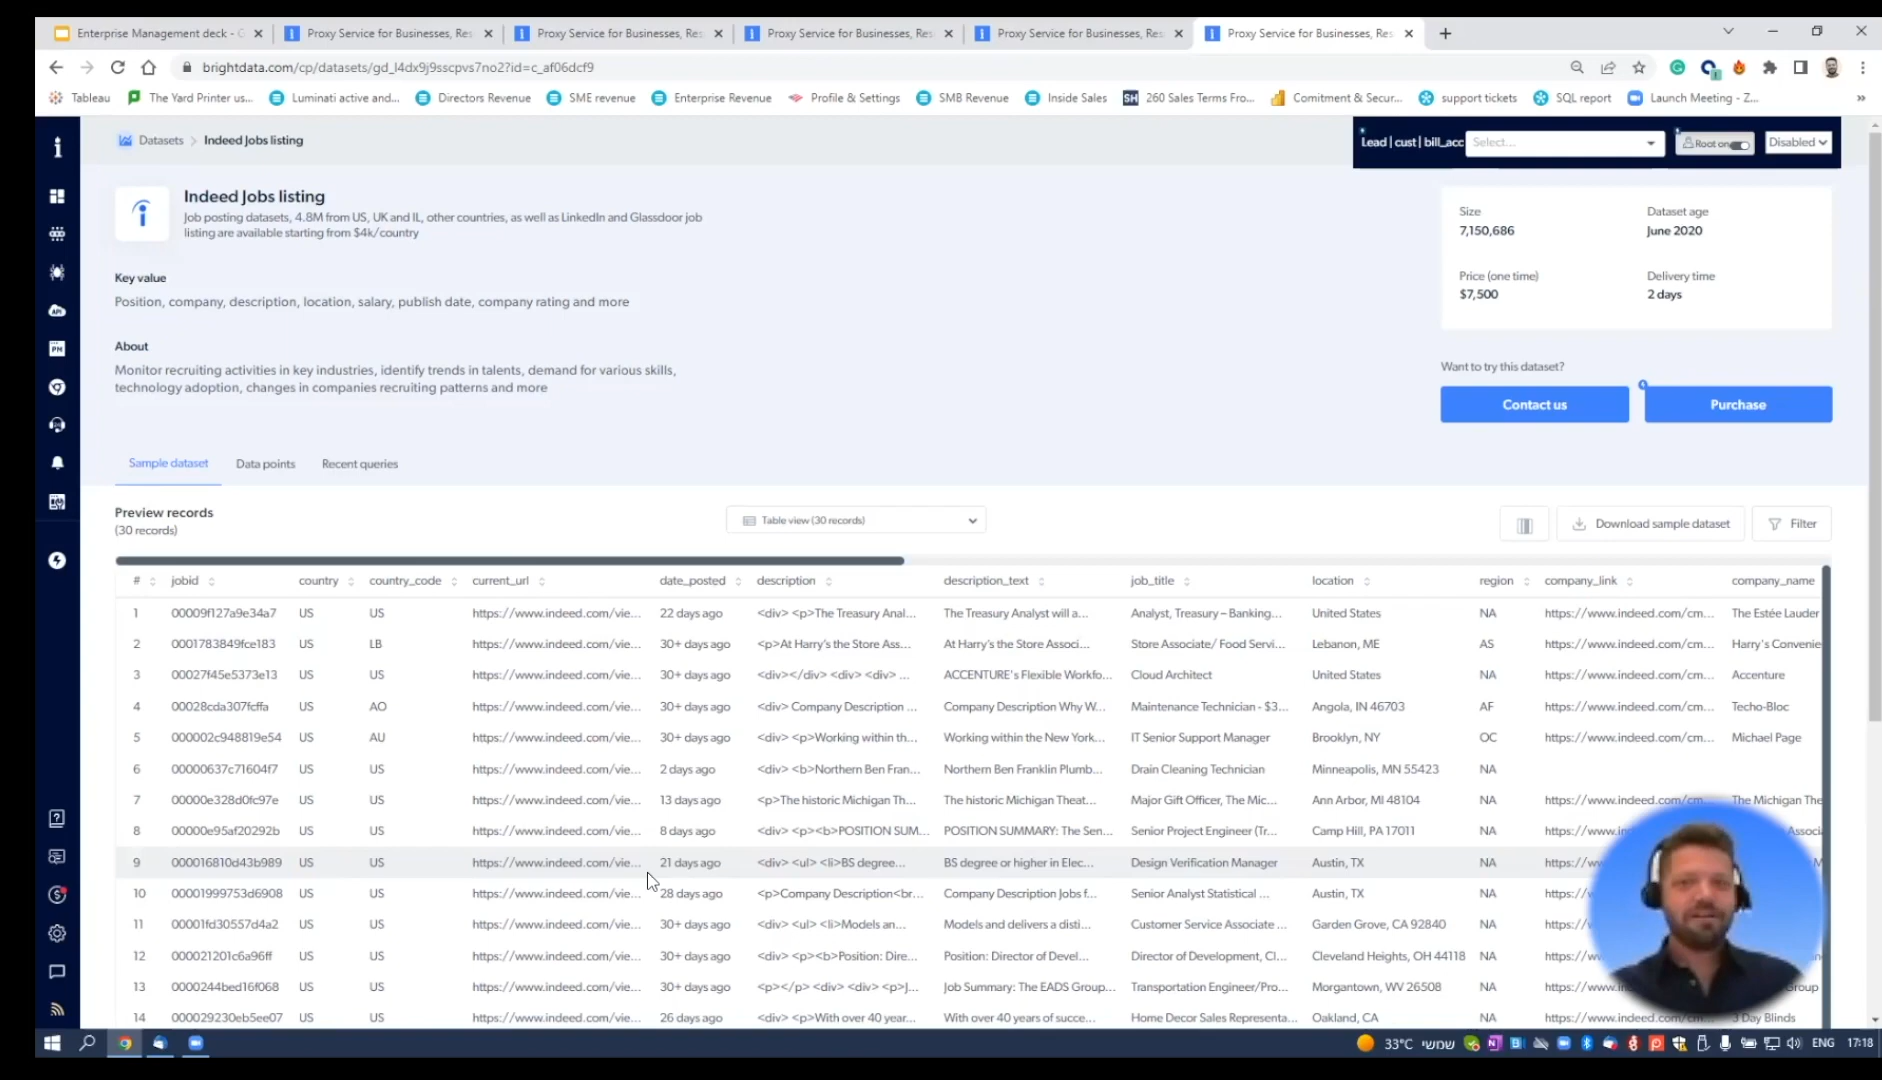 Enterprise Management deck - G
Proxy Service for Businesses, Res
Proxy Service for Businesses, Res
Proxy Service for Businesses, Res
Proxy Service for Businesses, Res
Proxy Service for Businesses, Res
brightdata.com/cp/datasets/gd_l4dx9j9sscpvs7no2?id=c_af06dcf9
Tableau
The Yard Printer us...
Luminati active and...
Directors Revenue
SME revenue
Enterprise Revenue
Profile & Settings
SMB Revenue
Inside Sales
SH 260 Sales Terms Fro...
Comitment & Secur...
support tickets
SQL report
Launch Meeting - Z...
Datasets > Indeed Jobs listing
Lead | cust | bill_acc Select... Root on Disabled
Indeed Jobs listing
Job posting datasets, 4.8M from US, UK and IL, other countries, as well as LinkedIn and Glassdoor job
listing are available starting from $4k/country
Key value
Position, company, description, location, salary, publish date, company rating and more
About
Monitor recruiting activities in key industries, identify trends in talents, demand for various skills,
technology adoption, changes in companies recruiting patterns and more
Size Dataset age
7,150,686 June 2020
Price (one time) Delivery time
$7,500 2 days
Want to try this dataset?
Contact us Purchase
Sample dataset Data points Recent queries
Preview records
(30 records)
Table view (30 records)
Download sample dataset Filter
# jobid country country_code current_url date_posted description description_text job_title location region company_link company_name
1 00009f127a9e34a7 US US https://www.indeed.com/vie... 22 days ago <div> <p>The Treasury Anal... The Treasury Analyst will a... Analyst, Treasury – Banking... United States NA https://www.indeed.com/cm... The Estée Lauder
2 0001783849fce183 US LB https://www.indeed.com/vie... 30+ days ago <p>At Harry's the Store Ass... At Harry's the Store Associ... Store Associate/ Food Servi... Lebanon, ME AS https://www.indeed.com/cm... Harry's Convenie
3 00027f45e5373e13 US US https://www.indeed.com/vie... 30+ days ago <div></div> <div> <div> ... ACCENTURE's Flexible Workfo... Cloud Architect United States NA https://www.indeed.com/cm... Accenture
4 00028cda307fcffa US AO https://www.indeed.com/vie... 30+ days ago <div> Company Description ... Company Description Why W... Maintenance Technician - $3... Angola, IN 46703 AF https://www.indeed.com/cm... Techo-Bloc
5 000002c948819e54 US AU https://www.indeed.com/vie... 30+ days ago <div> <p>Working within th... Working within the New York... IT Senior Support Manager Brooklyn, NY OC https://www.indeed.com/cm... Michael Page
6 00000637c71604f7 US US https://www.indeed.com/vie... 2 days ago <div> <b>Northern Ben Fran... Northern Ben Franklin Plumb... Drain Cleaning Technician Minneapolis, MN 55423 NA
7 00000e328d0fc97e US US https://www.indeed.com/vie... 13 days ago <p>The historic Michigan Th... The historic Michigan Theat... Major Gift Officer, The Mic... Ann Arbor, MI 48104 NA https://www.indeed.com/cm... The Michigan The
8 00000e95af20292b US US https://www.indeed.com/vie... 8 days ago <div> <p><b>POSITION SUM... POSITION SUMMARY: The Sen... Senior Project Engineer (Tr... Camp Hill, PA 17011 NA https://www.ind
9 000016810d43b989 US US https://www.indeed.com/vie... 21 days ago <div> <ul> <li>BS degree... BS degree or higher in Elec... Design Verification Manager Austin, TX NA https://w
10 00001999753d6908 US US https://www.indeed.com/vie... 28 days ago <p>Company Description<br... Company Description Jobs f... Senior Analyst Statistical ... Austin, TX NA https://w
11 00001fd30557d4a2 US US https://www.indeed.com/vie... 30+ days ago <div> <ul> <li>Models an... Models and delivers a disti... Customer Service Associate ... Garden Grove, CA 92840 NA https://w
12 000021201c6a96ff US US https://www.indeed.com/vie... 30+ days ago <div> <p><b>Position: Dire... Position: Director of Devel... Director of Development, Cl... Cleveland Heights, OH 44118 NA https://w
13 0000244bed16f068 US US https://www.indeed.com/vie... 30+ days ago <p></p> <div> <div> <p>J... Job Summary: The EADS Group... Transportation Engineer/Pro... Morgantown, WV 26508 NA https://www Group
14 000029230eb5ee07 US US https://www.indeed.com/vie... 26 days ago <div> <p>With over 40 year... With over 40 years of succe... Home Decor Sales Representa... Oakland, CA NA https://www.indeed Day Blinds
33°C שמשי ENG 17:18